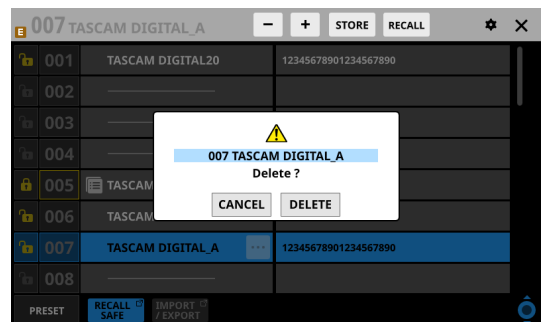 E 007 TASCAM DIGITAL_A - + STORE RECALL
001 TASCAM DIGITAL20 12345678901234567890
002
003
004
005 TASCAM
006 TASCAM
007 TASCAM DIGITAL_A ... 12345678901234567890
008
007 TASCAM DIGITAL_A
Delete ?
CANCEL DELETE
PRESET RECALL SAFE IMPORT / EXPORT